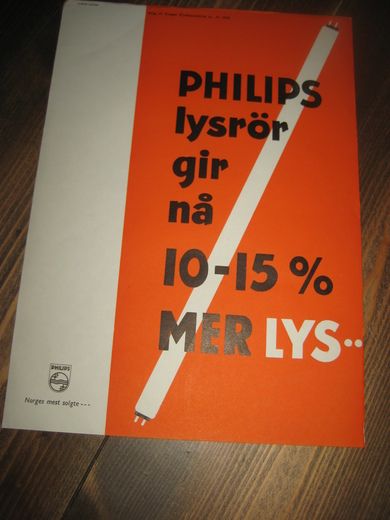 PHILIPS
lysrör
gir
nå
10-15 %
MER LYS..
PHILIPS
Norges mest solgte ---